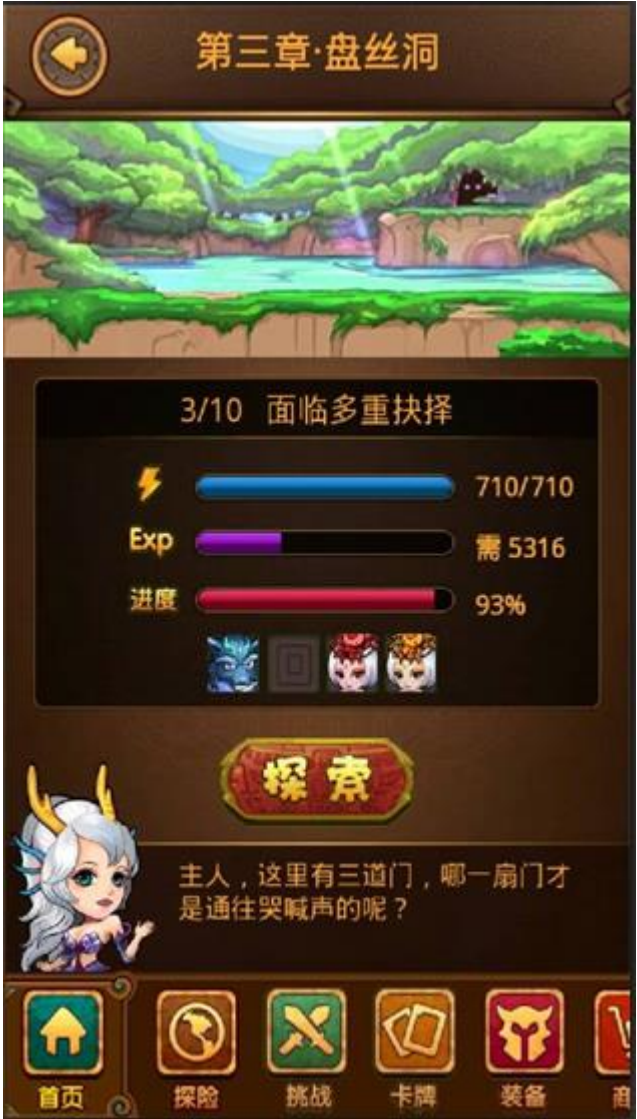 第三章·盘丝洞
3/10 面临多重抉择
710/710
Exp 需 5316
进度 93%
探索
主人，这里有三道门，哪一扇门才
是通往哭喊声的呢？
首页 探险 挑战 卡牌 装备